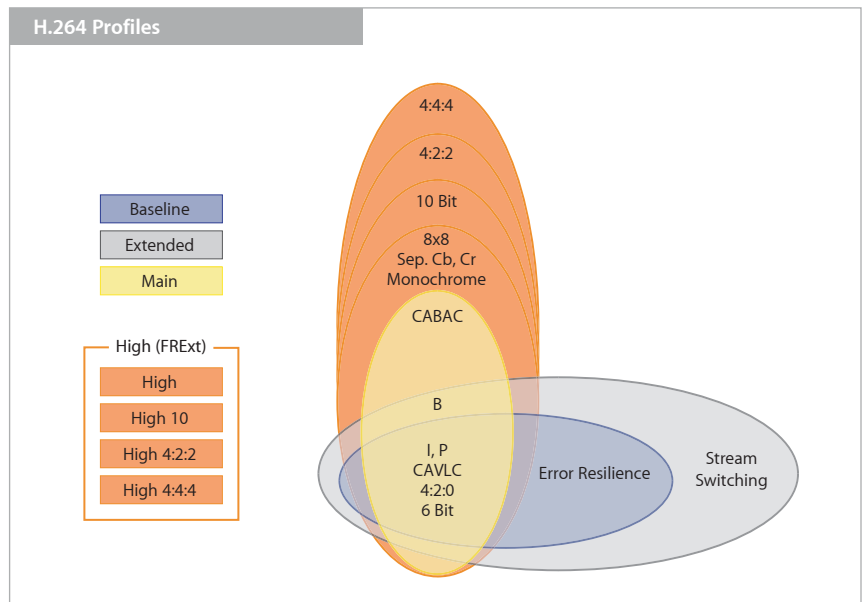 H.264 Profiles
Baseline
Extended
Main
High (FRExt)
High
High 10
High 4:2:2
High 4:4:4
4:4:4
4:2:2
10 Bit
8x8
Sep. Cb, Cr
Monochrome
CABAC
B
I, P
CAVLC
4:2:0
6 Bit
Error Resilience
Stream
Switching